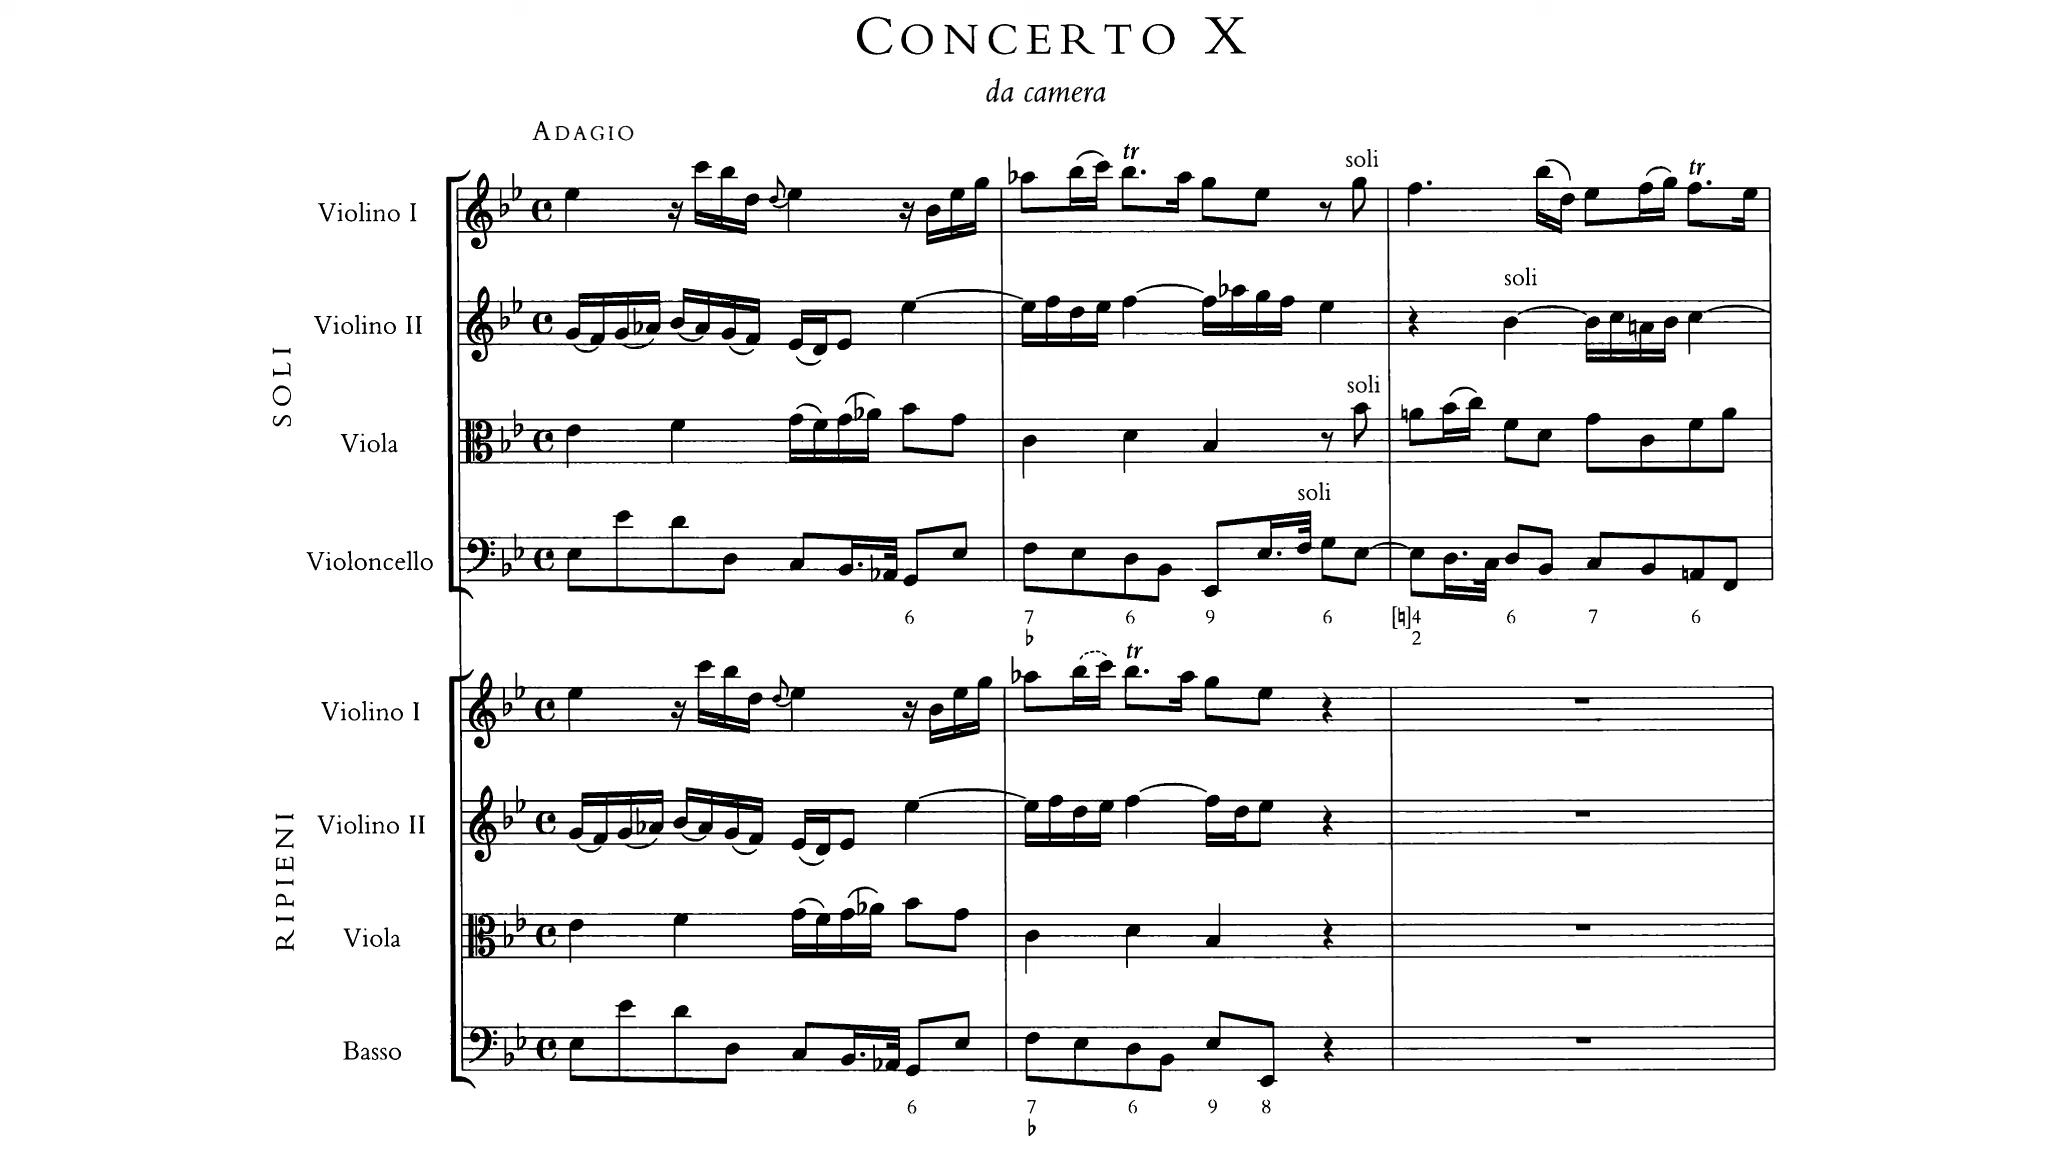 CONCERTO X
da camera
ADAGIO
SOLI
Violino I
tr
soli
tr
Violino II
soli
Viola
soli
Violoncello
soli
6 7 6 9 6 [♮]4 6 7 6
♭ 2
RIPIENI
Violino I
tr
Violino II
Viola
Basso
6 7 6 9 8
♭